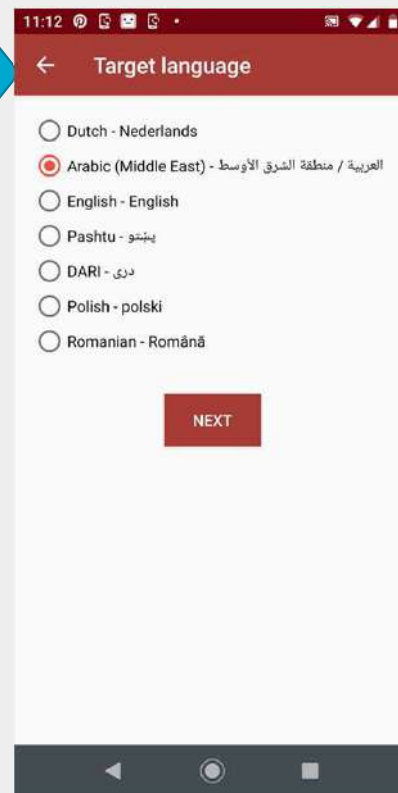 11:12
Target language
Dutch - Nederlands
Arabic (Middle East) - العربية / منطقة الشرق الأوسط
English - English
Pashtu - پښتو
DARI - دری
Polish - polski
Romanian - Română
NEXT